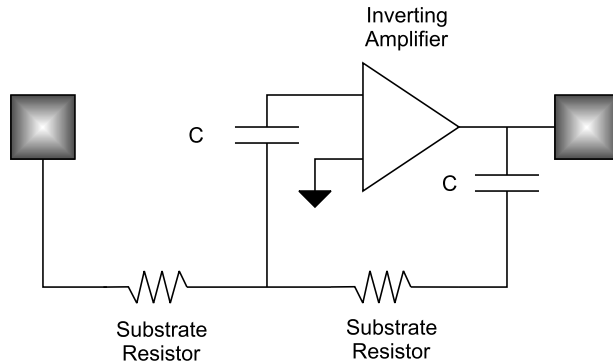 Inverting
Amplifier
C
C
Substrate
Resistor
Substrate
Resistor